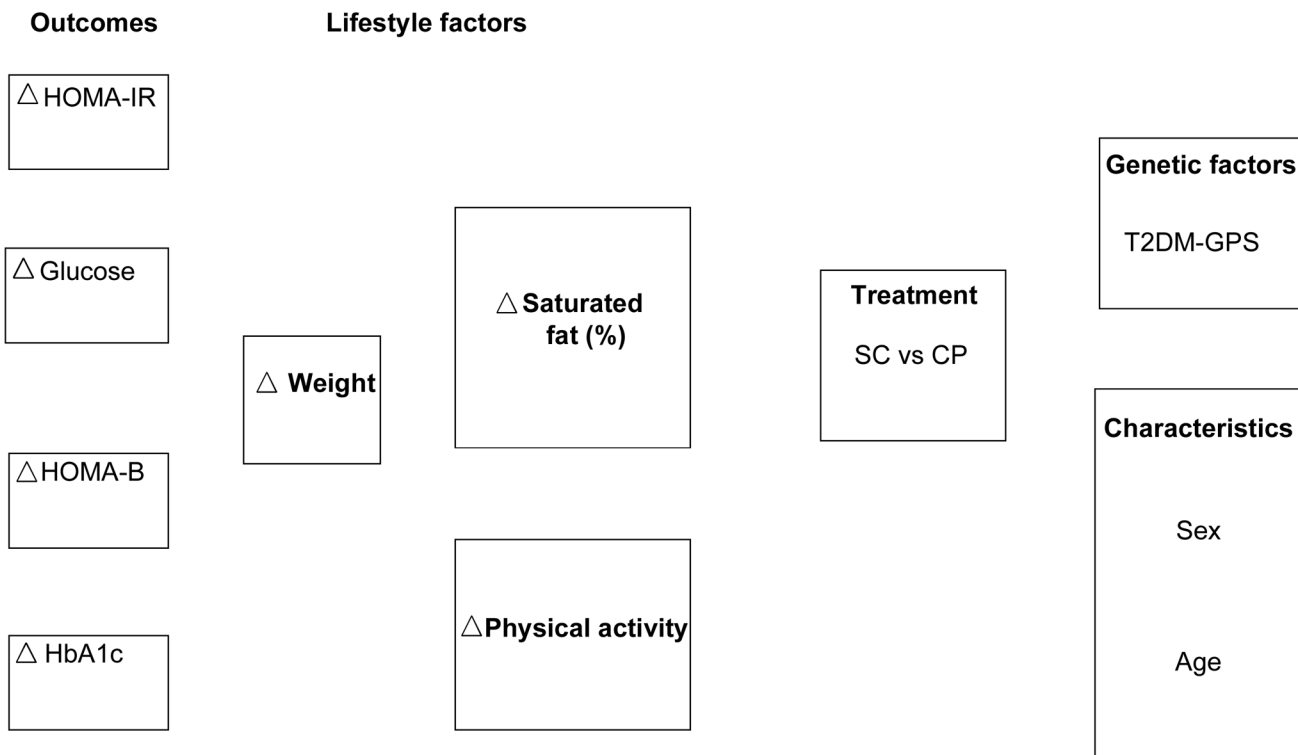 Outcomes
Lifestyle factors
△ HOMA-IR
△ Glucose
△ HOMA-B
△ HbA1c
△ Weight
△ Saturated
fat (%)
△ Physical activity
Treatment
SC vs CP
Genetic factors
T2DM-GPS
Characteristics
Sex
Age